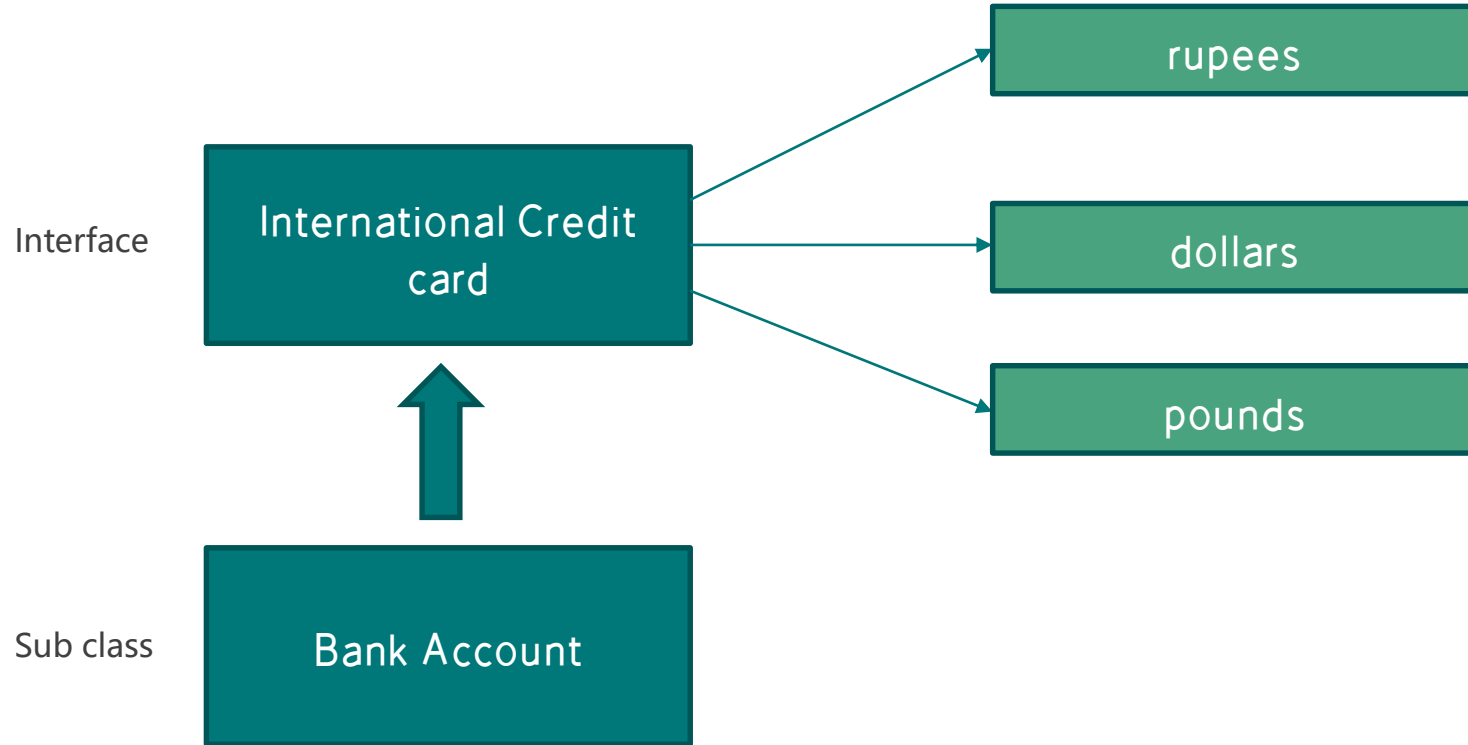 rupees
Interface
International Credit
card
dollars
pounds
Sub class
Bank Account